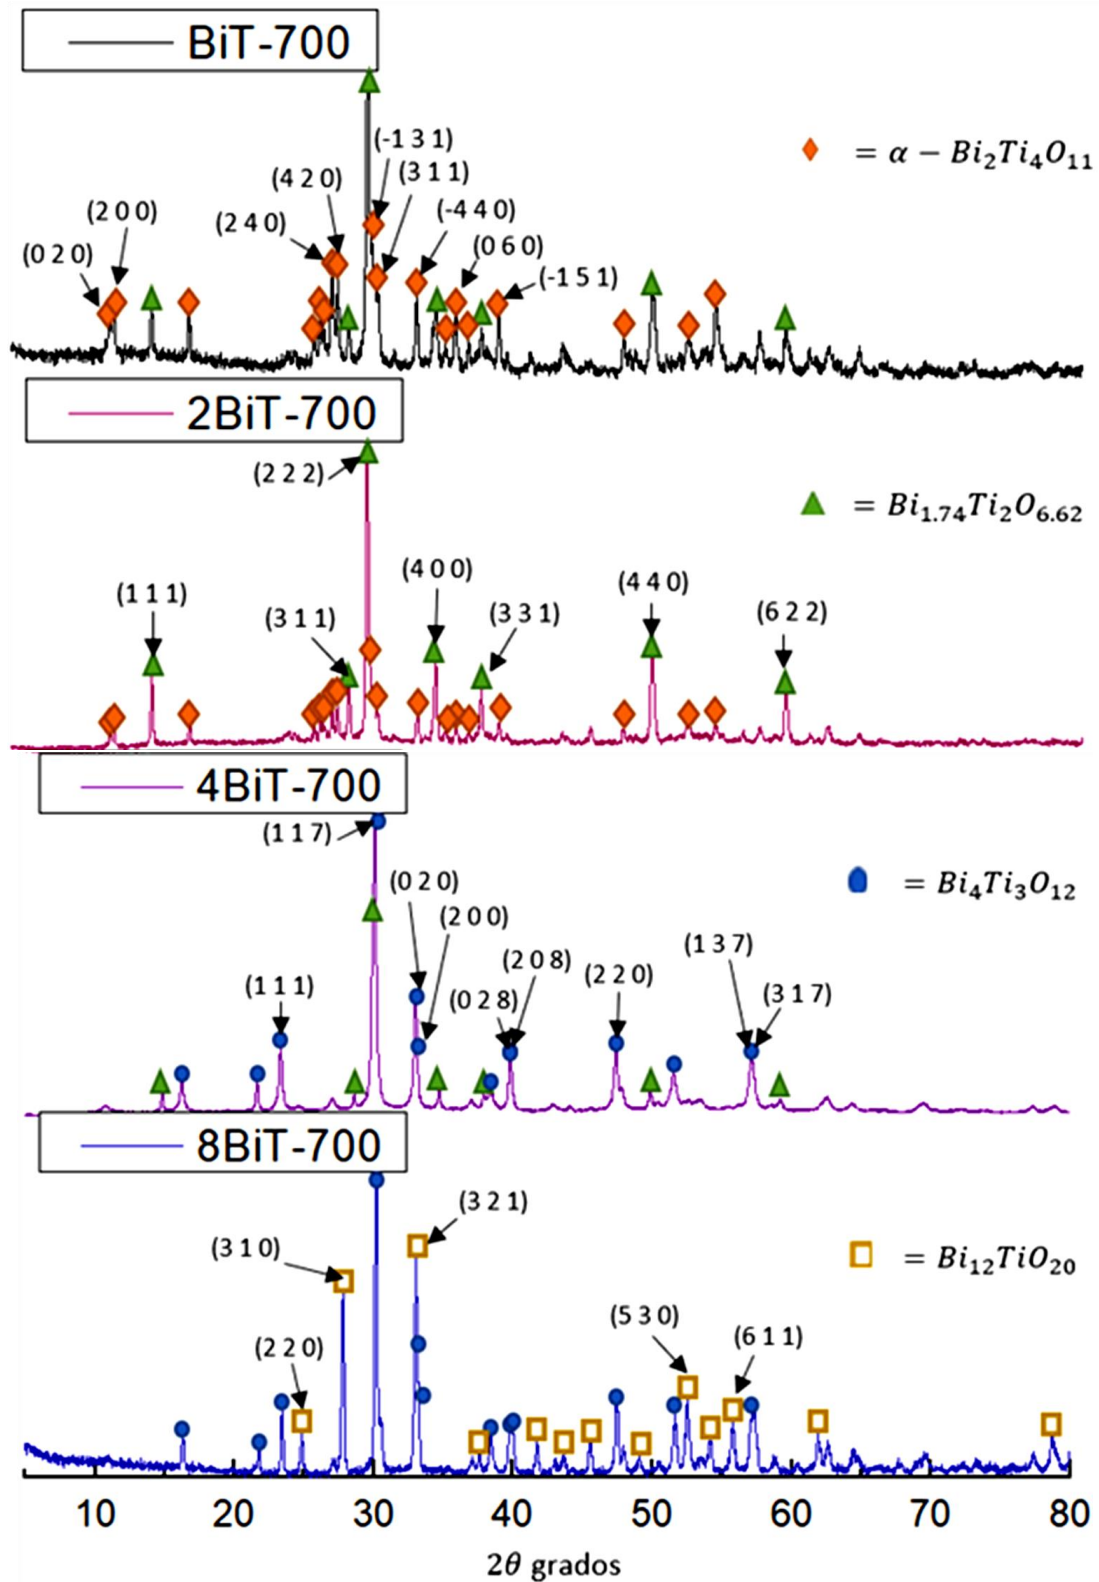 BiT-700
(-1 3 1)
= α − Bi₂Ti₄O₁₁
(4 2 0)
(3 1 1)
(2 0 0)
(2 4 0)
(-4 4 0)
(0 2 0)
(0 6 0)
(-1 5 1)
2BiT-700
(2 2 2)
= Bi₁.₇₄Ti₂O₆.₆₂
(4 0 0)
(1 1 1)
(4 4 0)
(3 1 1)
(3 3 1)
(6 2 2)
4BiT-700
(1 1 7)
(0 2 0)
= Bi₄Ti₃O₁₂
(2 0 0)
(1 3 7)
(2 0 8)
(2 2 0)
(1 1 1)
(0 2 8)
(3 1 7)
8BiT-700
(3 2 1)
(3 1 0)
= Bi₁₂TiO₂₀
(5 3 0)
(2 2 0)
(6 1 1)
10 20 30 40 50 60 70 80
2θ grados